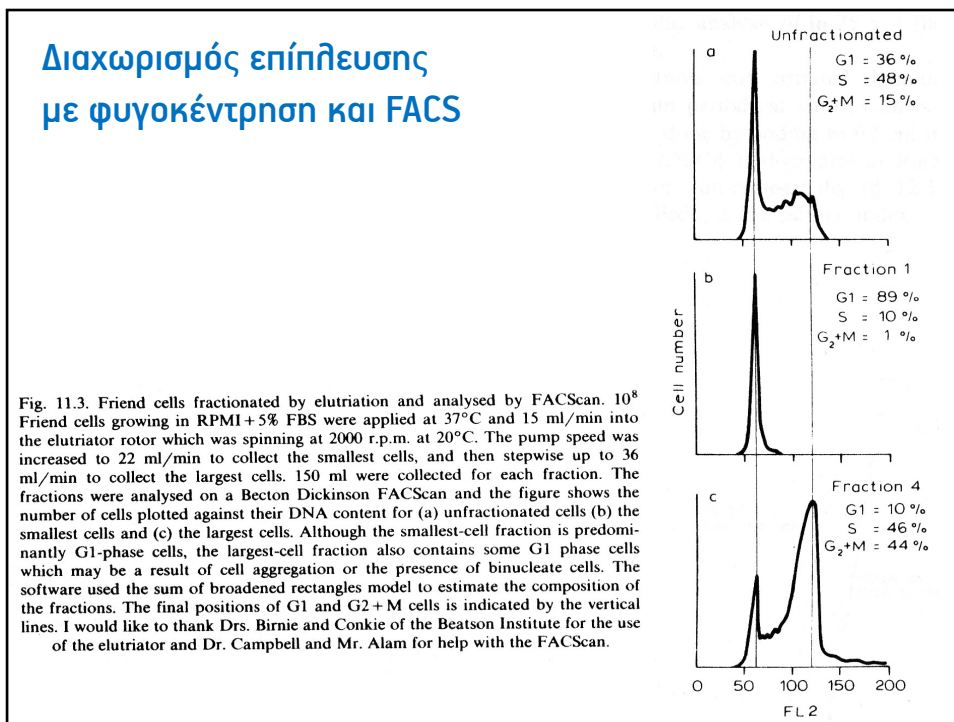 Διαχωρισμός επίπλευσης
με φυγοκέντρηση και FACS
Fig. 11.3. Friend cells fractionated by elutriation and analysed by FACScan. 10⁸
Friend cells growing in RPMI + 5% FBS were applied at 37°C and 15 ml/min into
the elutriator rotor which was spinning at 2000 r.p.m. at 20°C. The pump speed was
increased to 22 ml/min to collect the smallest cells, and then stepwise up to 36
ml/min to collect the largest cells. 150 ml were collected for each fraction. The
fractions were analysed on a Becton Dickinson FACScan and the figure shows the
number of cells plotted against their DNA content for (a) unfractionated cells (b) the
smallest cells and (c) the largest cells. Although the smallest-cell fraction is predomi-
nantly G1-phase cells, the largest-cell fraction also contains some G1 phase cells
which may be a result of cell aggregation or the presence of binucleate cells. The
software used the sum of broadened rectangles model to estimate the composition of
the fractions. The final positions of G1 and G2 + M cells is indicated by the vertical
lines. I would like to thank Drs. Birnie and Conkie of the Beatson Institute for the use
of the elutriator and Dr. Campbell and Mr. Alam for help with the FACScan.
Unfractionated
a
G1 = 36 %
S = 48 %
G₂+M = 15 %
Fraction 1
b
G1 = 89 %
S = 10 %
G₂+M = 1 %
Cell number
Fraction 4
c
G1 = 10 %
S = 46 %
G₂+M = 44 %
0 50 100 150 200
FL2